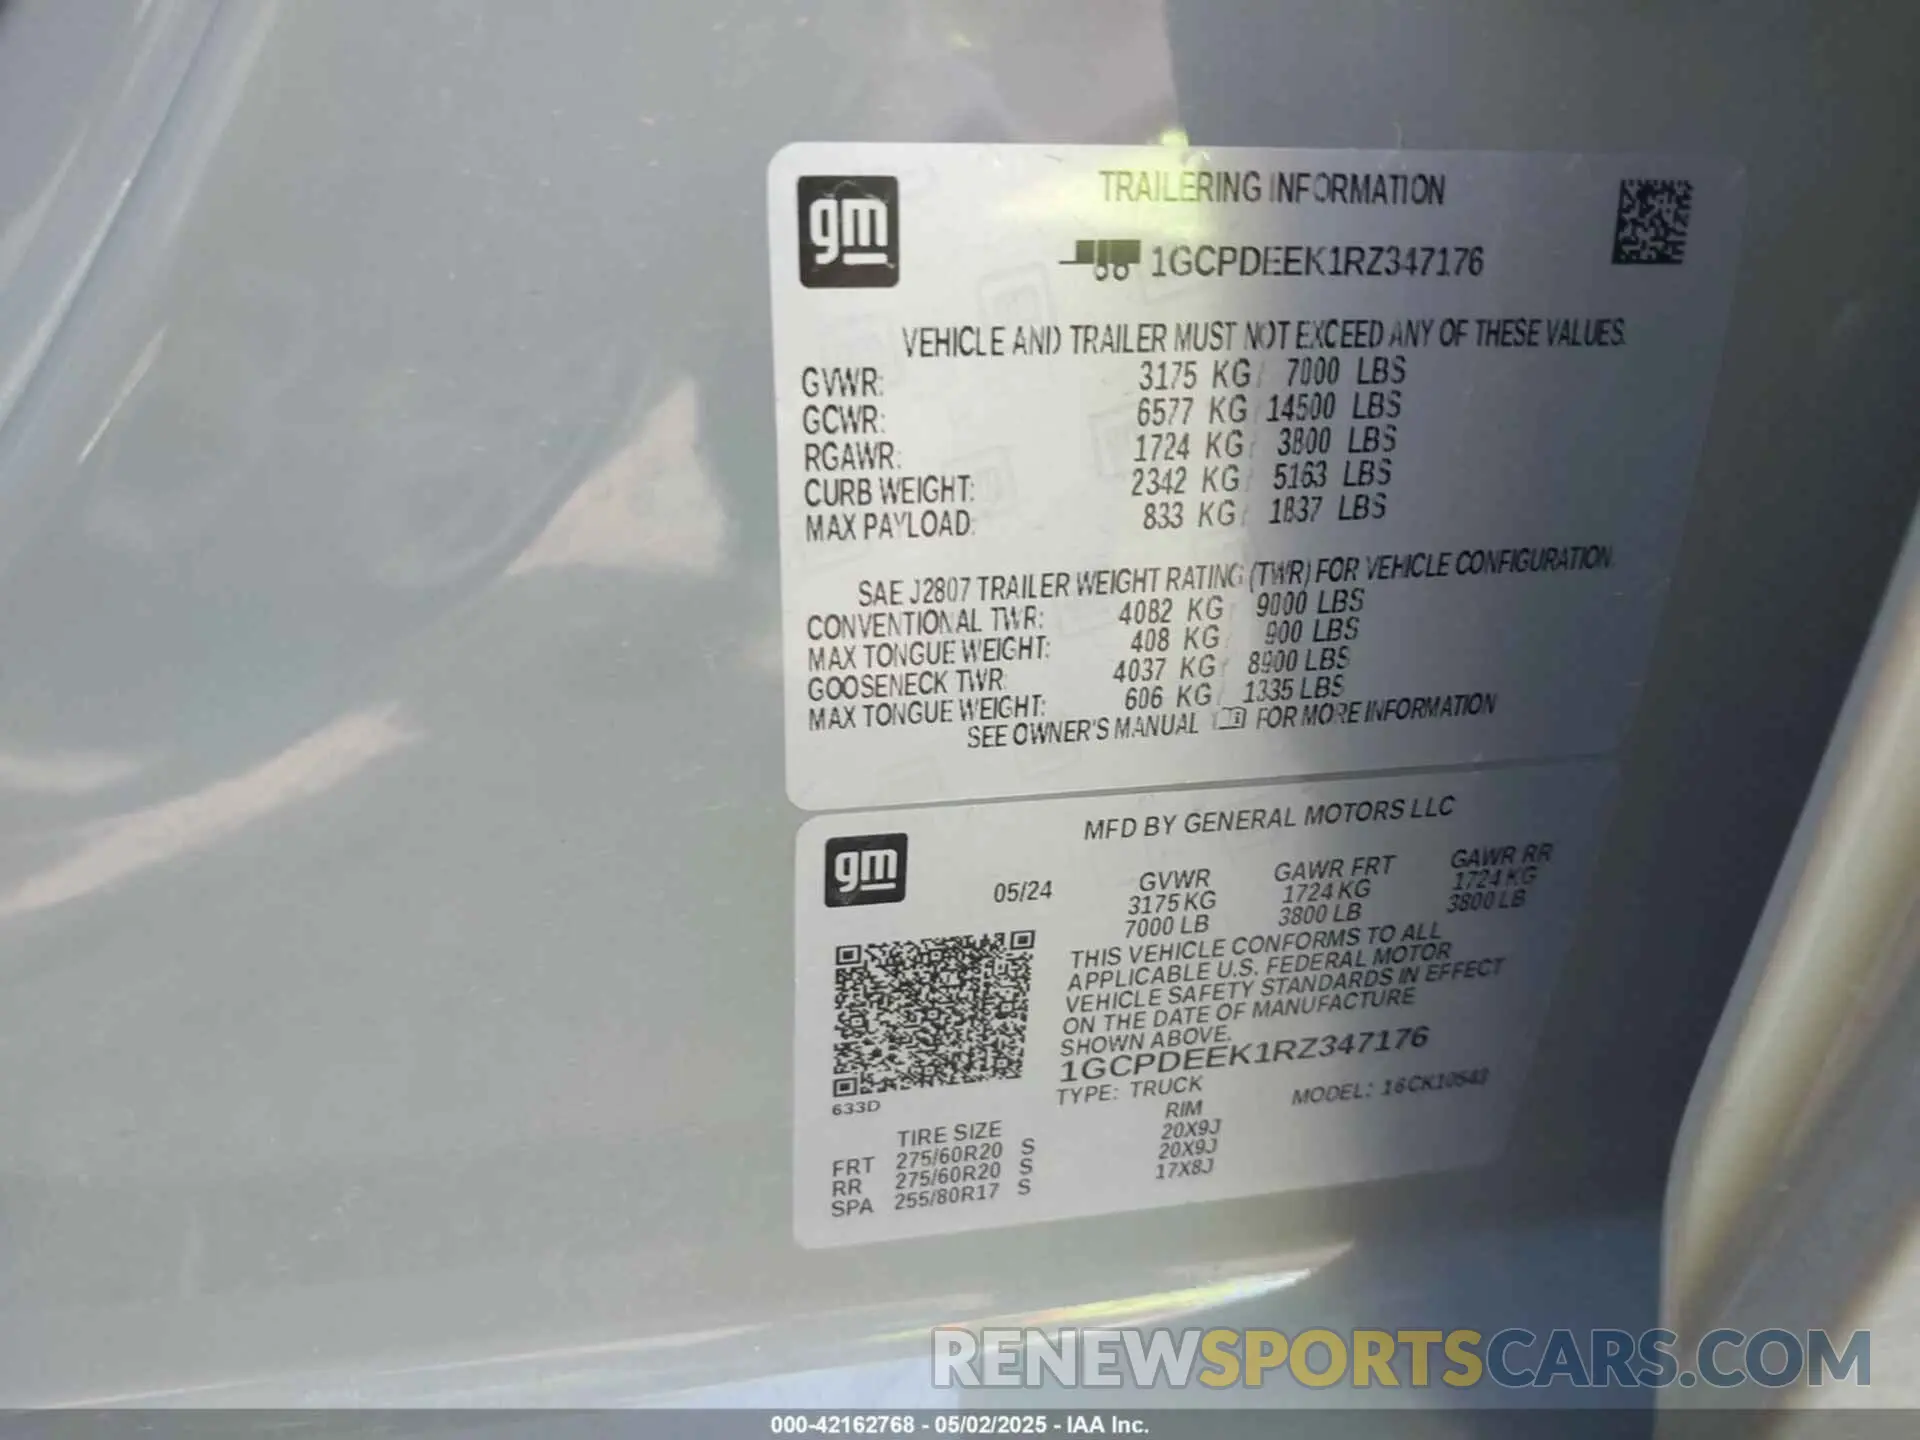 gm
TRAILERING INFORMATION
1GCPDEEK1RZ347176
VEHICLE AND TRAILER MUST NOT EXCEED ANY OF THESE VALUES.
GVWR: 3175 KG / 7000 LBS
GCWR: 6577 KG / 14500 LBS
RGAWR: 1724 KG / 3800 LBS
CURB WEIGHT: 2342 KG / 5163 LBS
MAX PAYLOAD: 833 KG / 1837 LBS
SAE J2807 TRAILER WEIGHT RATING (TWR) FOR VEHICLE CONFIGURATION
CONVENTIONAL TWR: 4082 KG / 9000 LBS
MAX TONGUE WEIGHT: 408 KG / 900 LBS
GOOSENECK TWR: 4037 KG / 8900 LBS
MAX TONGUE WEIGHT: 606 KG / 1335 LBS
SEE OWNER'S MANUAL FOR MORE INFORMATION
gm
MFD BY GENERAL MOTORS LLC
05/24 GVWR GAWR FRT GAWR RR
3175 KG 1724 KG 1724 KG
7000 LB 3800 LB 3800 LB
THIS VEHICLE CONFORMS TO ALL
APPLICABLE U.S. FEDERAL MOTOR
VEHICLE SAFETY STANDARDS IN EFFECT
ON THE DATE OF MANUFACTURE
SHOWN ABOVE.
1GCPDEEK1RZ347176
TYPE: TRUCK MODEL: 16CK10543
633D
TIRE SIZE RIM
FRT 275/60R20 S 20X9J
RR 275/60R20 S 20X9J
SPA 255/80R17 S 17X8J
RENEWSPORTSCARS.COM
000-42162768 - 05/02/2025 - IAA Inc.